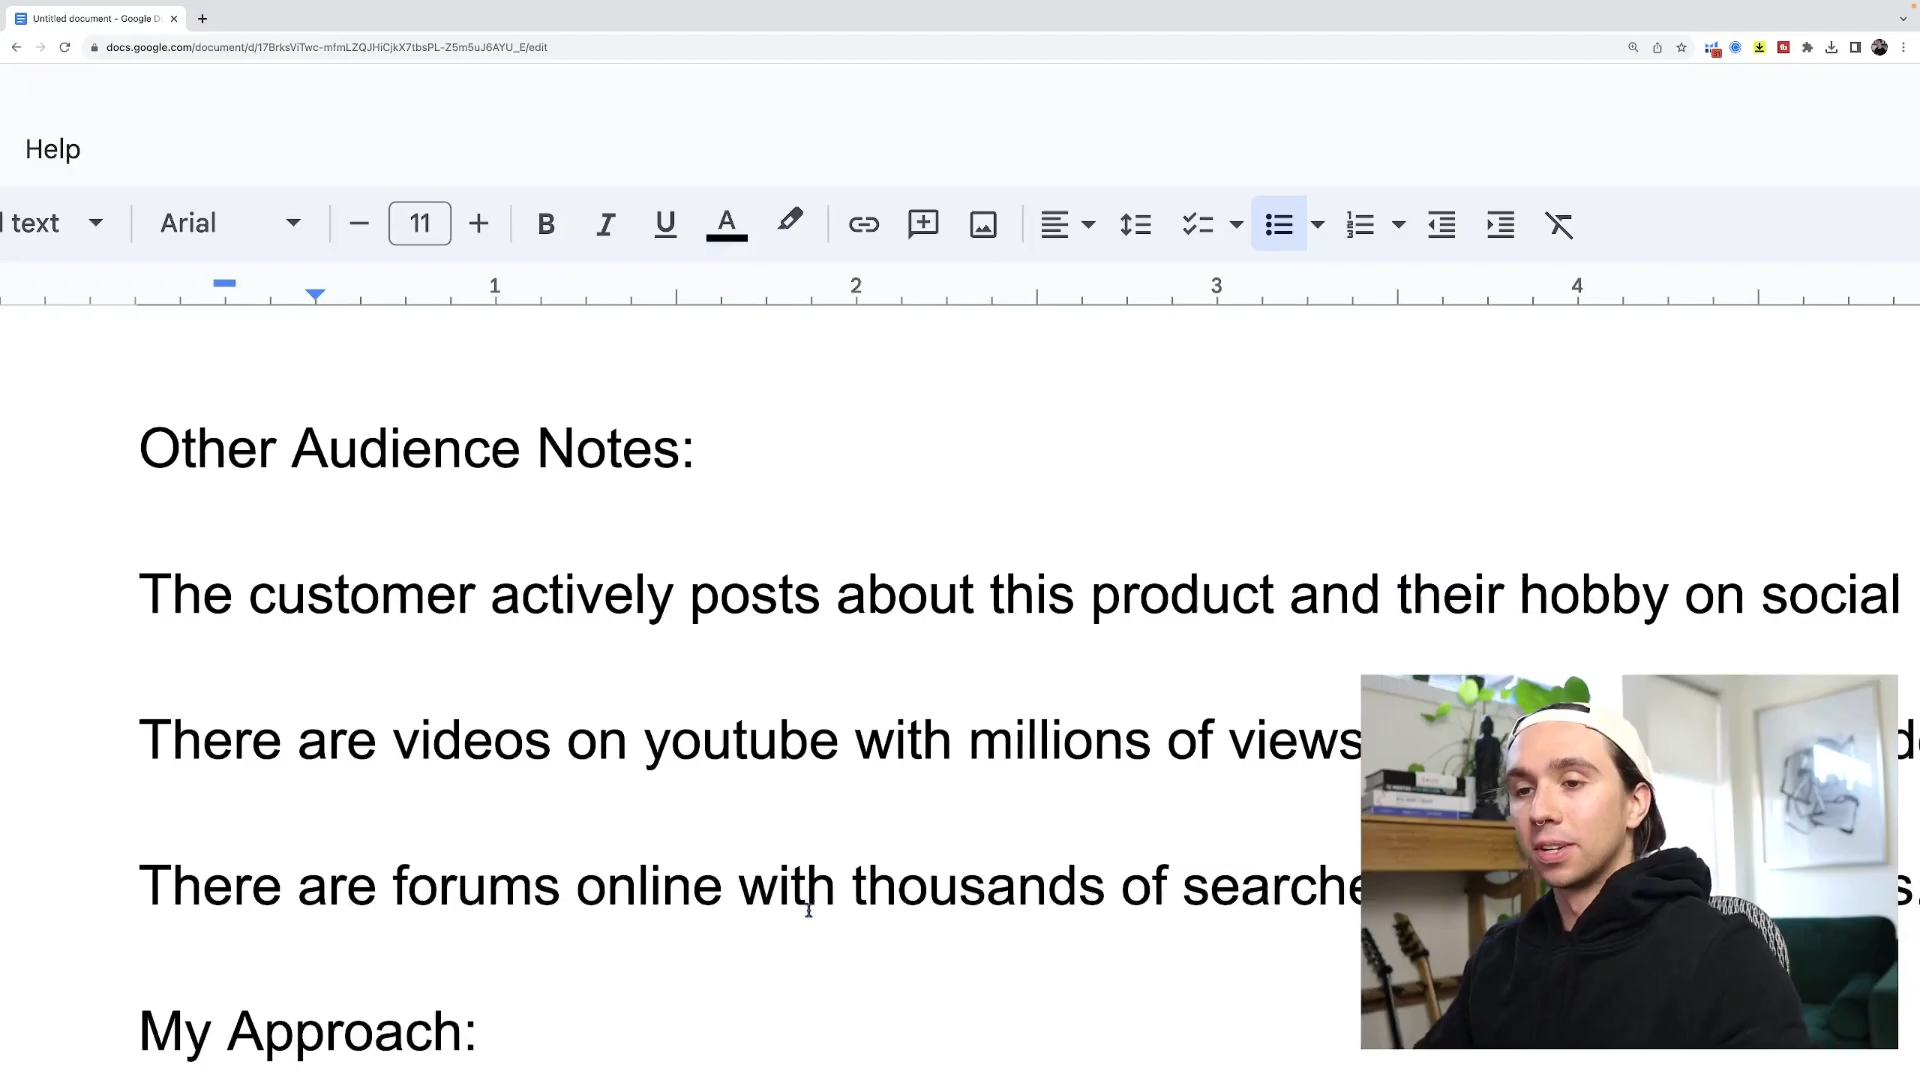 Untitled document - Google D
docs.google.com/document/d/17BrksViTwc-mfmLZQJHiCjkX7tbsPL-Z5m5uJ6AYU_E/edit
Help
text Arial 11
1 2 3 4
Other Audience Notes:
The customer actively posts about this product and their hobby on social
There are videos on youtube with millions of views
There are forums online with thousands of searche
My Approach: